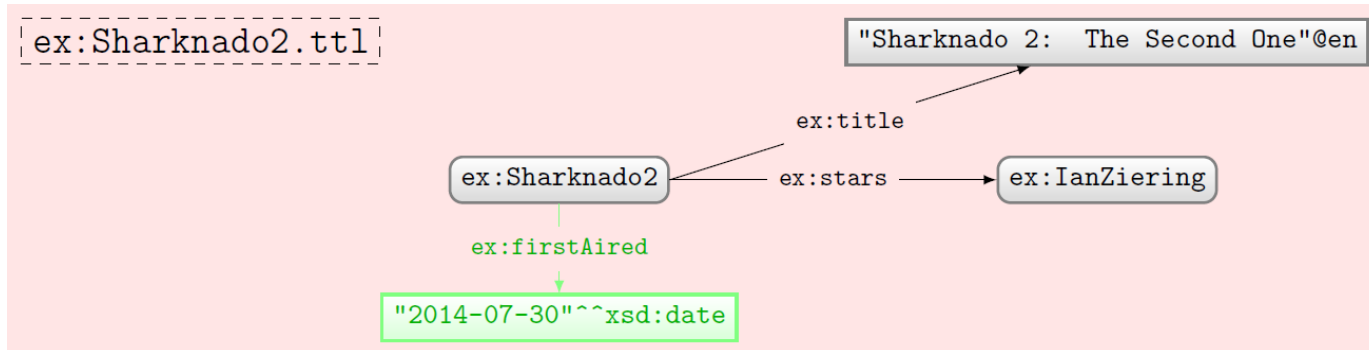 ex:Sharknado2.ttl
"Sharknado 2: The Second One"@en
ex:title
ex:Sharknado2
ex:stars
ex:IanZiering
ex:firstAired
"2014-07-30"^^xsd:date